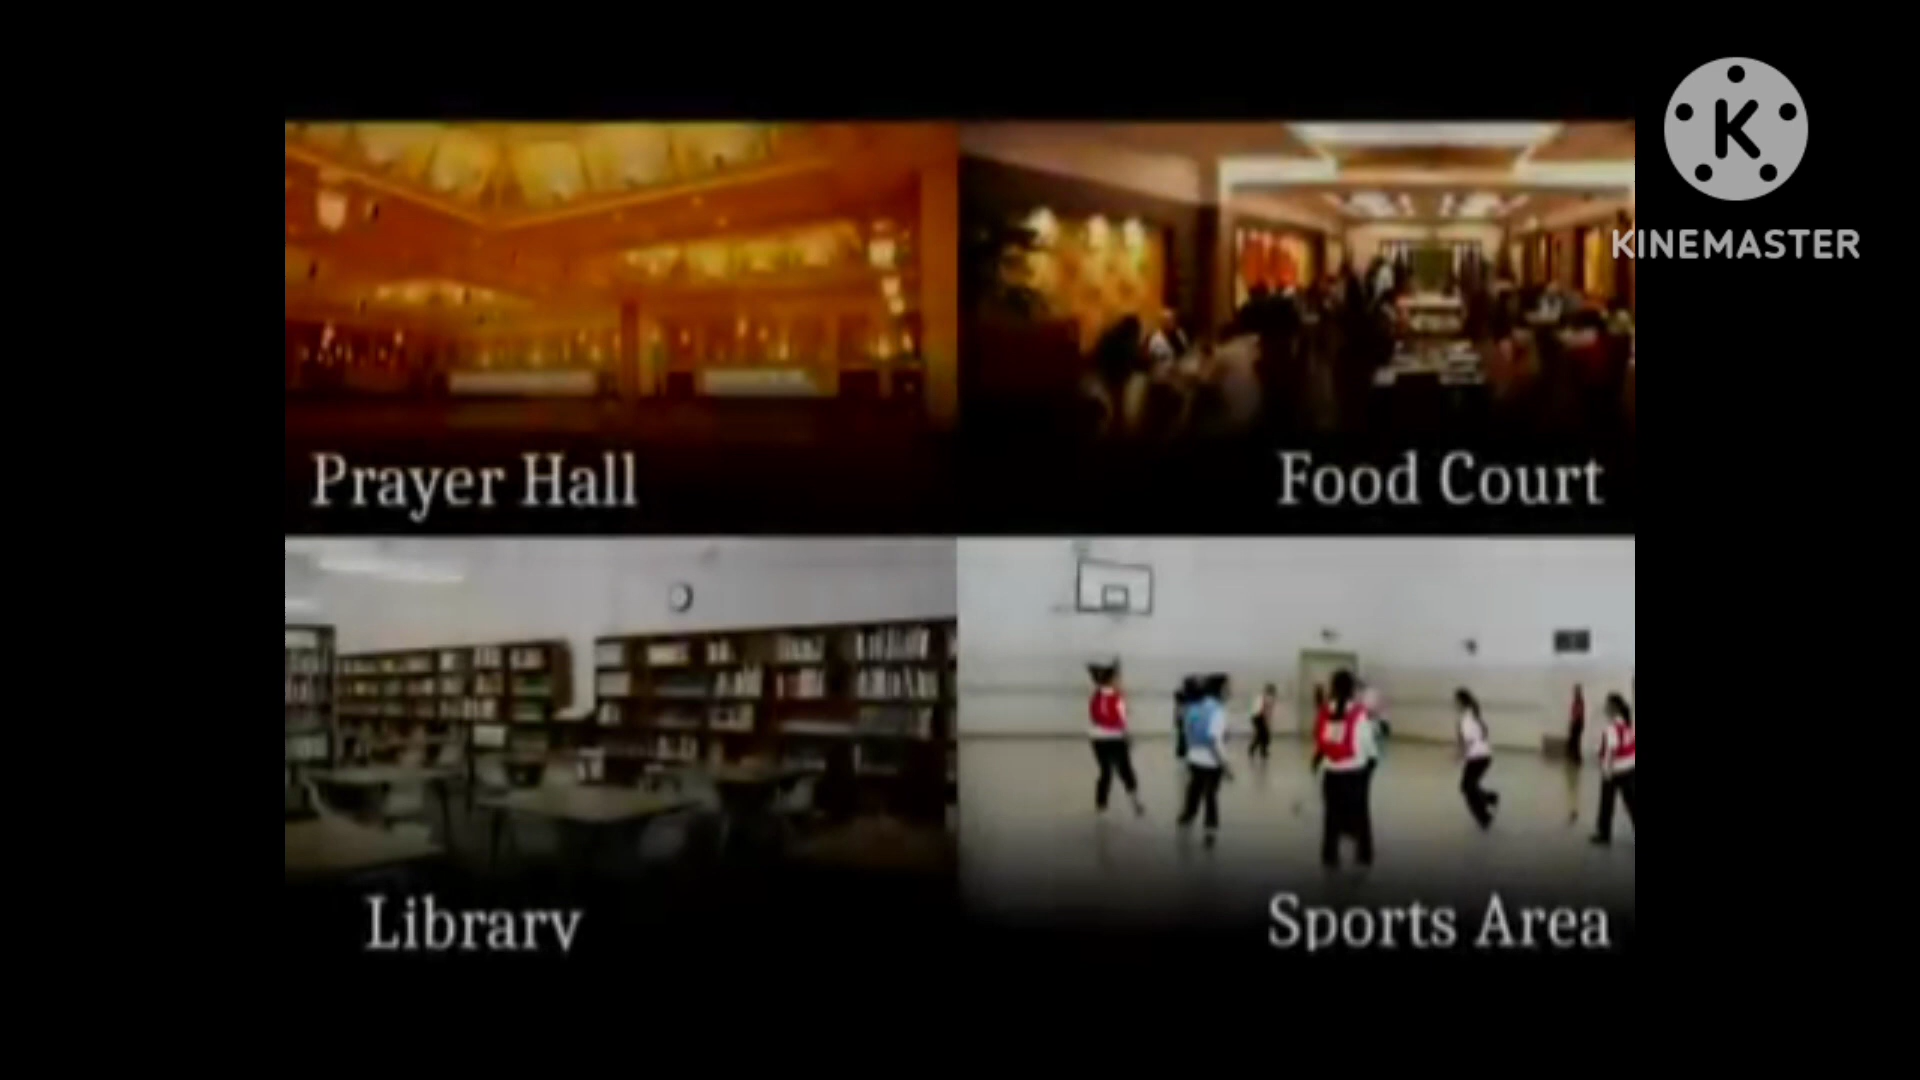 K
KINEMASTER
Prayer Hall
Food Court
Library
Sports Area